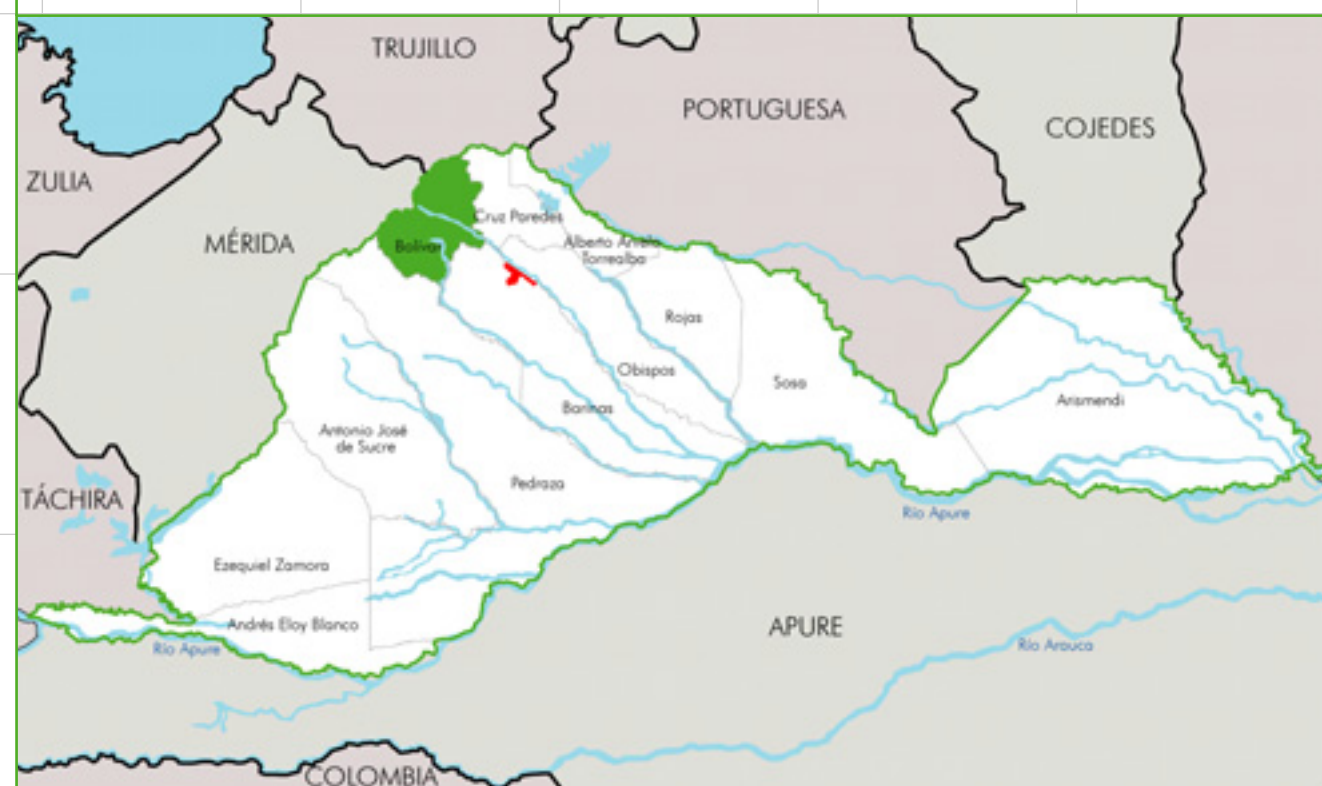 TRUJILLO
PORTUGUESA
COJEDES
ZULIA
MÉRIDA
Cruz Paredes
Bolívar
Alberto Arvelo
Torrealba
Rojas
Obispos
Sosa
Barinas
Arismendi
Antonio José
de Sucre
Pedraza
TÁCHIRA
Río Apure
Ezequiel Zamora
Andrés Eloy Blanco
APURE
Río Apure
Río Arauca
COLOMBIA